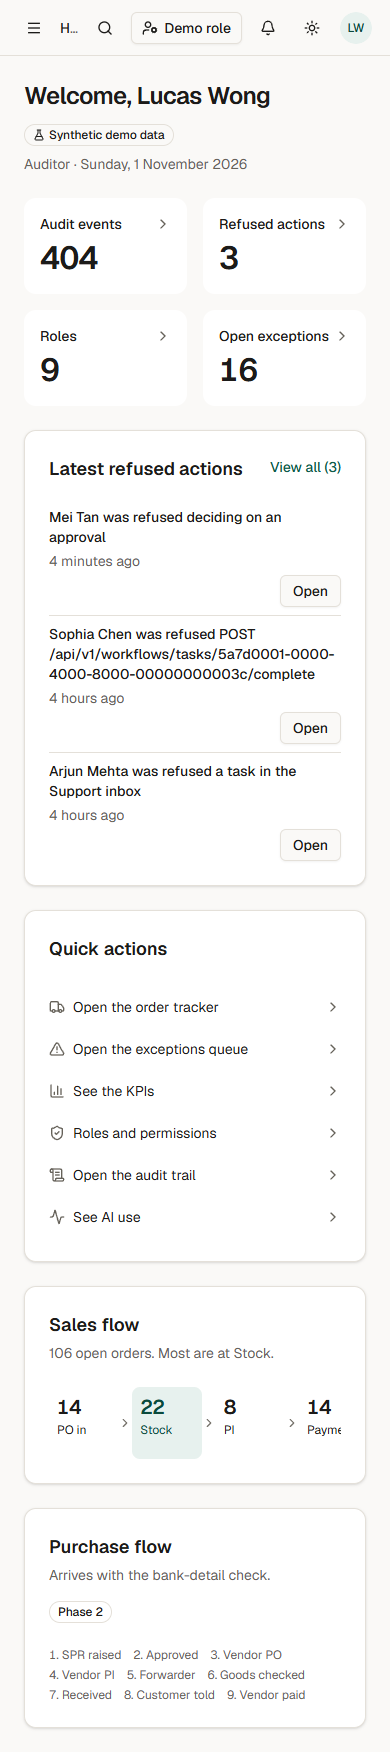 H...
Demo role
LW
Welcome, Lucas Wong
Synthetic demo data
Auditor · Sunday, 1 November 2026
Audit events
404
Refused actions
3
Roles
9
Open exceptions
16
Latest refused actions
View all (3)
Mei Tan was refused deciding on an
approval
4 minutes ago
Open
Sophia Chen was refused POST
/api/v1/workflows/tasks/5a7d0001-0000-
4000-8000-00000000003c/complete
4 hours ago
Open
Arjun Mehta was refused a task in the
Support inbox
4 hours ago
Open
Quick actions
Open the order tracker
Open the exceptions queue
See the KPIs
Roles and permissions
Open the audit trail
See AI use
Sales flow
106 open orders. Most are at Stock.
14
PO in
22
Stock
8
PI
14
Payme
Purchase flow
Arrives with the bank-detail check.
Phase 2
1. SPR raised 2. Approved 3. Vendor PO
4. Vendor PI 5. Forwarder 6. Goods checked
7. Received 8. Customer told 9. Vendor paid